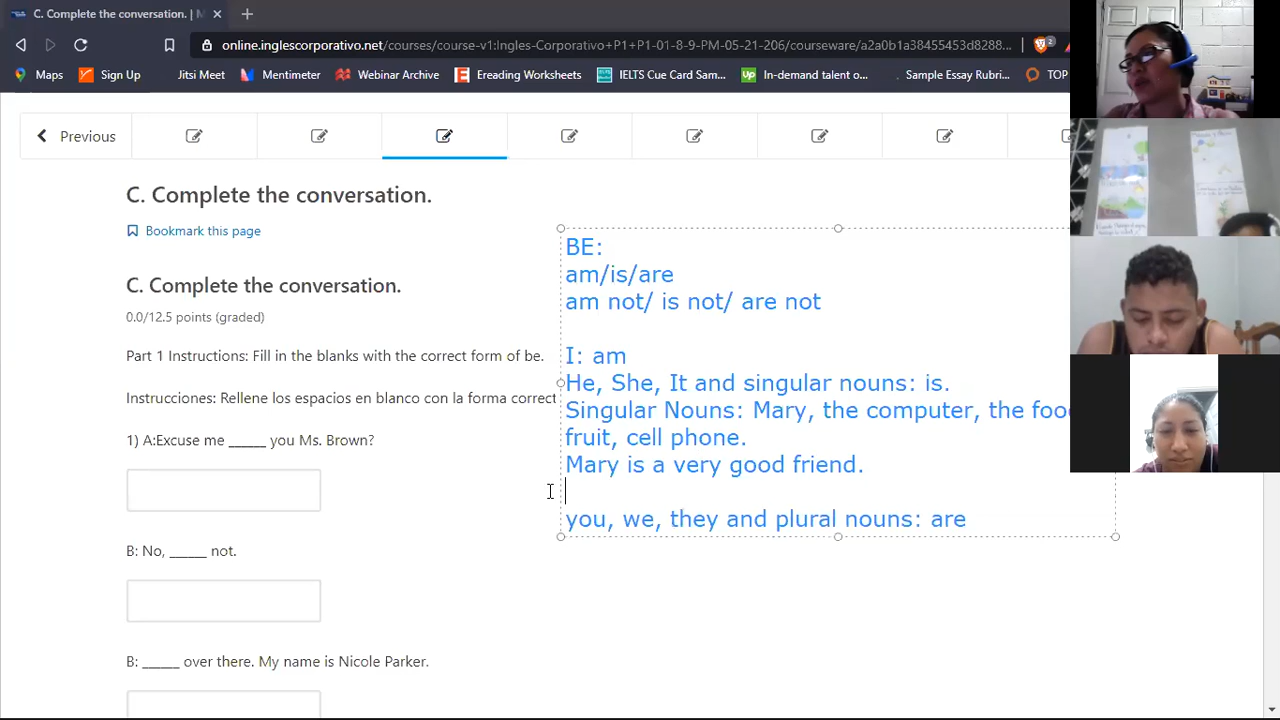 C. Complete the conversation. | M
online.inglescorporativo.net/courses/course-v1:Ingles-Corporativo+P1+P1-01-8-9-PM-05-21-206/courseware/a2a0b1a38455453d8288...
2
Maps
Sign Up
Jitsi Meet
Mentimeter
Webinar Archive
Ersatling Worksheets
IELTS Cue Card Sam...
In-demand talent o...
Sample Essay Rubri...
TOP
Previous
C. Complete the conversation.
Bookmark this page
C. Complete the conversation.
0.0/12.5 points (graded)
Part 1 Instructions: Fill in the blanks with the correct form of be.
Instrucciones: Rellene los espacios en blanco con la forma correct
1) A:Excuse me ______ you Ms. Brown?
B: No, ______ not.
B: ______ over there. My name is Nicole Parker.
BE:
am/is/are
am not/ is not/ are not
I: am
He, She, It and singular nouns: is.
Singular Nouns: Mary, the computer, the foo
fruit, cell phone.
Mary is a very good friend.
you, we, they and plural nouns: are